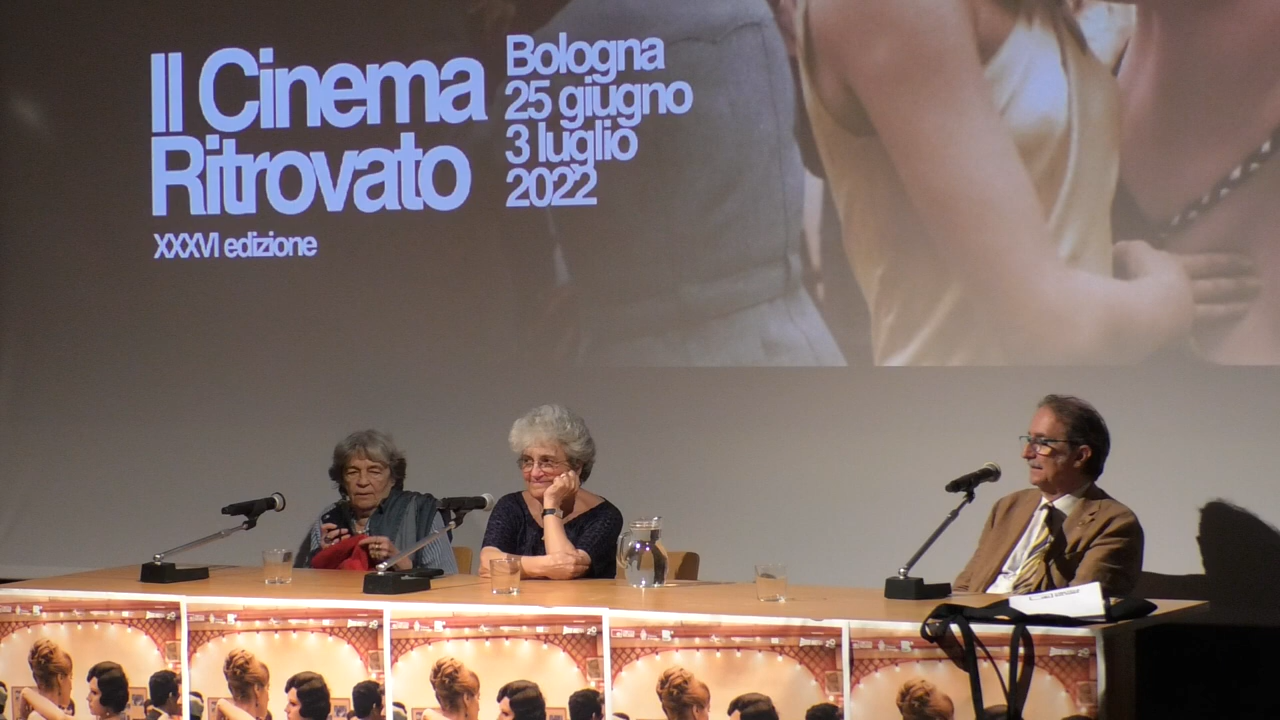 Il Cinema
Ritrovato
XXXVI edizione
Bologna
25 giugno
3 luglio
2022